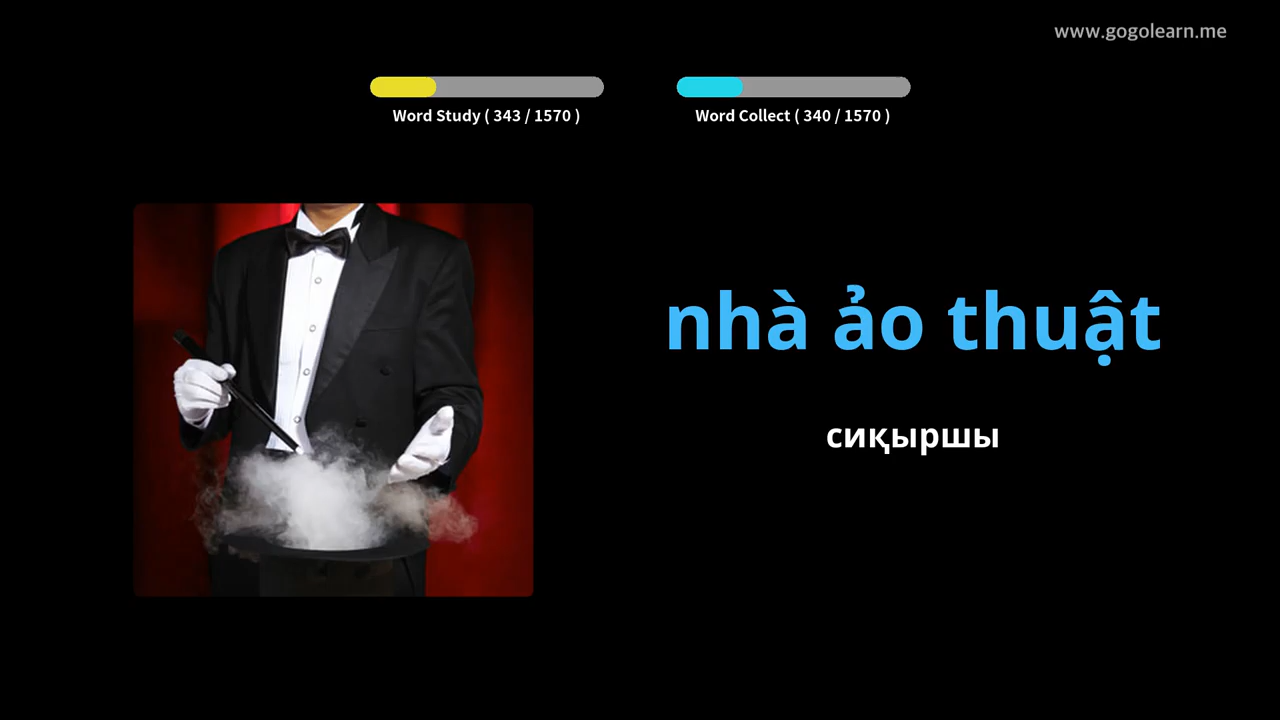 www.gogolearn.me
Word Study ( 343 / 1570 )
Word Collect ( 340 / 1570 )
nhà ảo thuật
сиқыршы